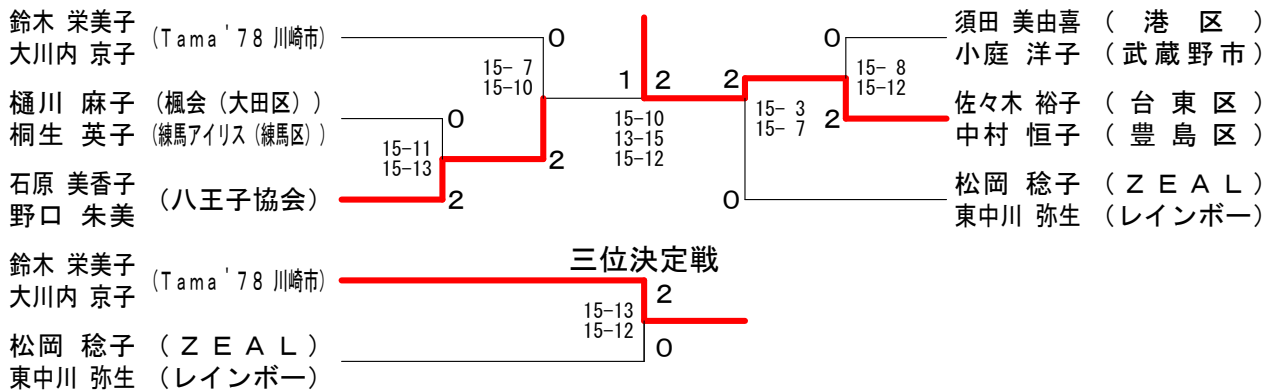 鈴木 栄美子
大川内 京子
(Tama'78 川崎市)
0
15- 7
15-10
樋川 麻子 (楓会(大田区))
桐生 英子 (練馬アイリス(練馬区))
0
15-11
15-13
2
石原 美香子
野口 朱美
(八王子協会)
2
1 2
15-10
13-15
15-12
2
須田 美由喜 (港区)
小庭 洋子 (武蔵野市)
0
15- 8
15-12
佐々木 裕子 (台東区)
中村 恒子 (豊島区)
2
15- 3
15- 7
松岡 稔子 (ZEAL)
東中川 弥生 (レインボー)
0
三位決定戦
鈴木 栄美子
大川内 京子
(Tama'78 川崎市)
2
15-13
15-12
松岡 稔子 (ZEAL)
東中川 弥生 (レインボー)
0